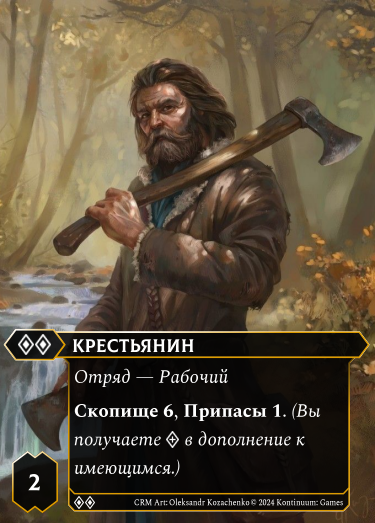 КРЕСТЬЯНИН
Отряд — Рабочий
Скопище 6, Припасы 1. (Вы
получаете в дополнение к
имеющимся.)
2
CRM Art: Oleksandr Kozachenko © 2024 Kontinuum: Games